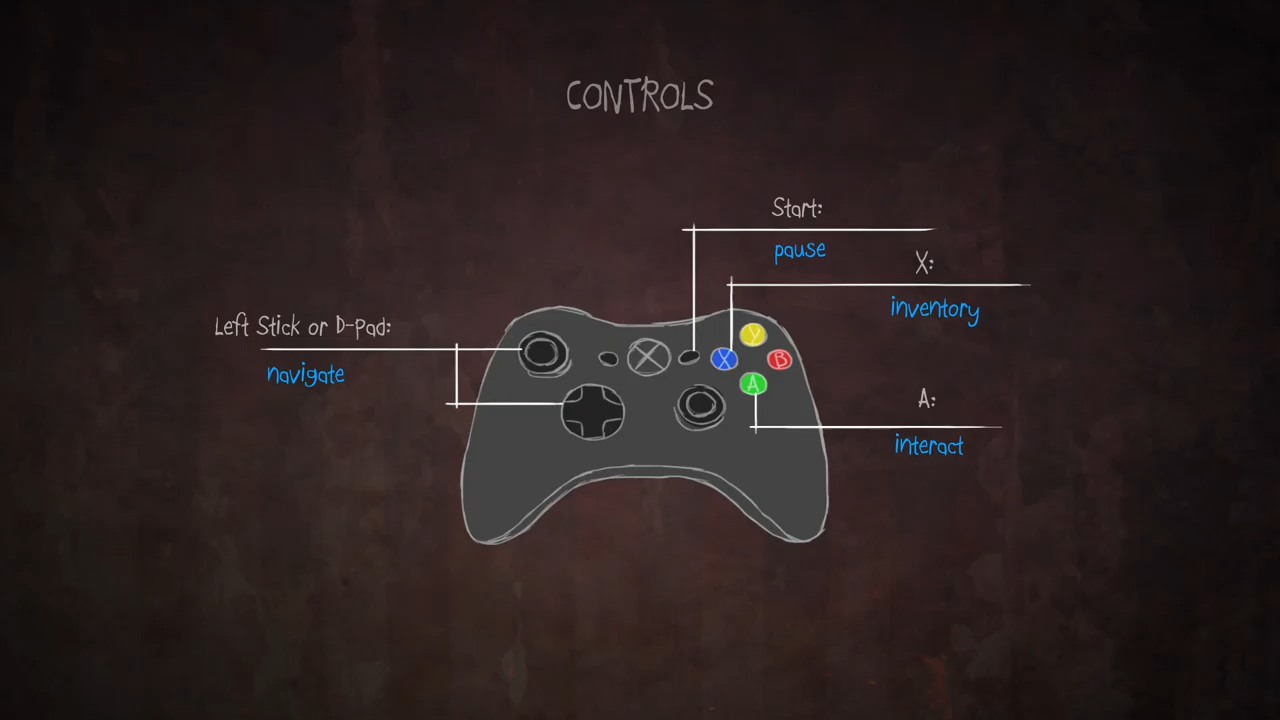 CONTROLS
Start:
pause
X:
inventory
Left Stick or D-Pad:
navigate
Y
X
B
A
A:
interact